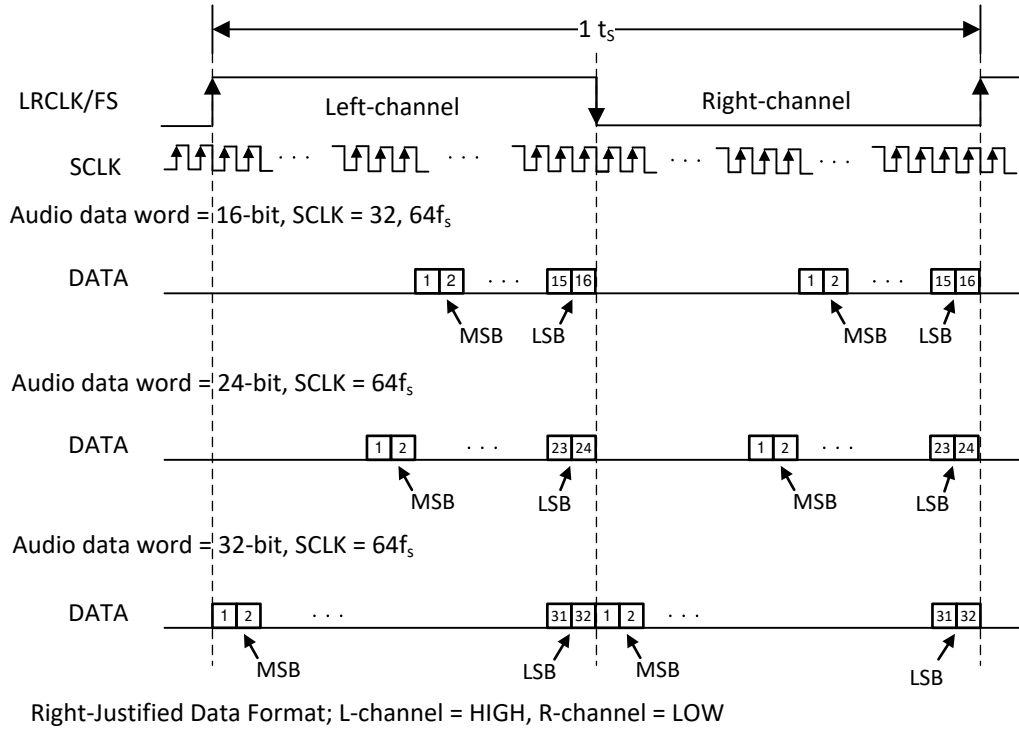 1 tS
LRCLK/FS
Left-channel
Right-channel
SCLK
Audio data word = 16-bit, SCLK = 32, 64fs
DATA 1 2 . . . 15 16 1 2 . . . 15 16
MSB LSB MSB LSB
Audio data word = 24-bit, SCLK = 64fs
DATA 1 2 . . . 23 24 1 2 . . . 23 24
MSB LSB MSB LSB
Audio data word = 32-bit, SCLK = 64fs
DATA 1 2 . . . 31 32 1 2 . . . 31 32
MSB LSB MSB LSB
Right-Justified Data Format; L-channel = HIGH, R-channel = LOW